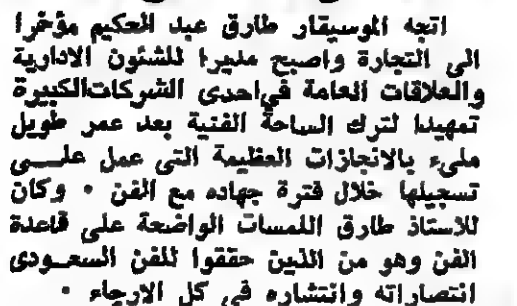 اتجه الموسيقار طارق عبد الحكيم مؤخرا
الى التجارة واصبح مديرا للشئون الادارية
والعلاقات العامة في احدى الشركات الكبيرة
تمهيدا لترك الساحة الفنية بعد عمر طويل
مليء بالانجازات العظيمة التي عمل علــى
تسجيلها خلال فترة جهاده مع الفن • وكان
للاستاذ طارق اللمسات الواضحة على قاعدة
الفن وهو من الذين حققوا للفن السعــودى
انتصاراته وانتشاره في كل الارجاء •